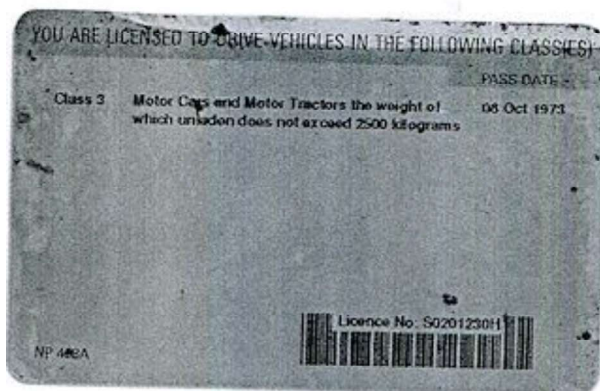 YOU ARE LICENSED TO DRIVE VEHICLES IN THE FOLLOWING CLASS(ES)
PASS DATE
Class 3 Motor Cars and Motor Tractors the weight of 08 Oct 1973
which unladen does not exceed 2500 kilograms
Licence No: S0201230H
NP